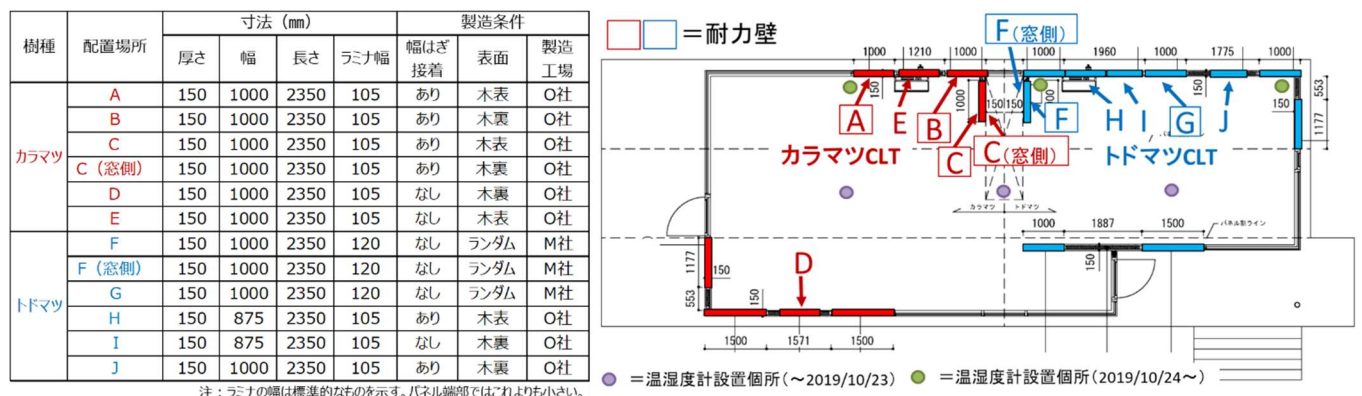 樹種 配置場所 寸法（㎜） 製造条件
厚さ 幅 長さ ラミナ幅 幅はぎ接着 表面 製造工場
カラマツ A 150 1000 2350 105 あり 木表 O社
B 150 1000 2350 105 あり 木裏 O社
C 150 1000 2350 105 あり 木表 O社
C（窓側） 150 1000 2350 105 あり 木裏 O社
D 150 1000 2350 105 なし 木裏 O社
E 150 1000 2350 105 なし 木表 O社
トドマツ F 150 1000 2350 120 なし ランダム M社
F（窓側） 150 1000 2350 120 なし ランダム M社
G 150 1000 2350 120 なし ランダム M社
H 150 875 2350 105 あり 木表 O社
I 150 875 2350 105 なし 木裏 O社
J 150 1000 2350 105 あり 木裏 O社
注：ラミナの幅は標準的なものを示す。パネル端部ではこれよりも小さい。
＝耐力壁
F（窓側）
1000 1210 1000 1000 1960 1000 1775 1000
150 1000 150 150 150 150 553
1177
A E B F H I G J
C C（窓側）
カラマツCLT トドマツCLT
150 150
カラマツ トドマツ
1000 1887 1500
パネル割ライン
1177 150 D 150
553 150
1500 1571 1500
＝温湿度計設置個所（～2019/10/23） ＝温湿度計設置個所（2019/10/24～）